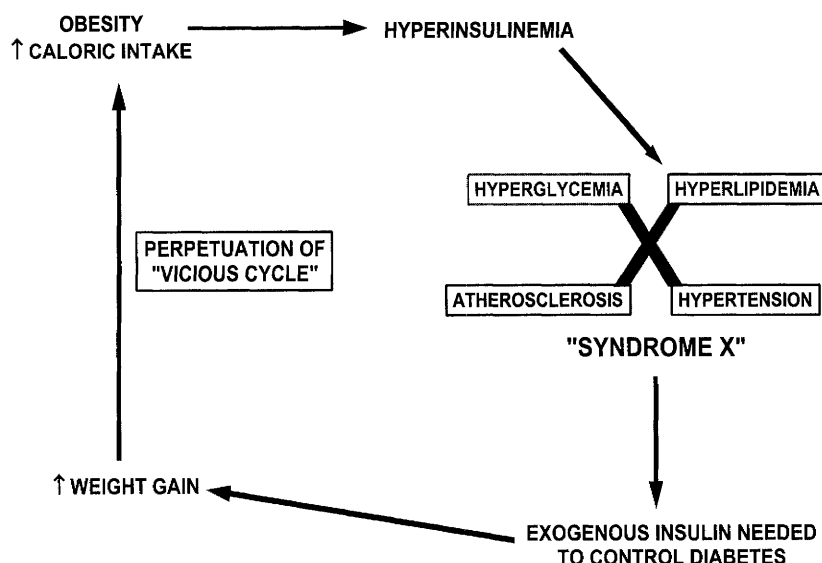 OBESITY
↑ CALORIC INTAKE
HYPERINSULINEMIA
HYPERGLYCEMIA
HYPERLIPIDEMIA
ATHEROSCLEROSIS
HYPERTENSION
"SYNDROME X"
PERPETUATION OF
"VICIOUS CYCLE"
EXOGENOUS INSULIN NEEDED
TO CONTROL DIABETES
↑ WEIGHT GAIN